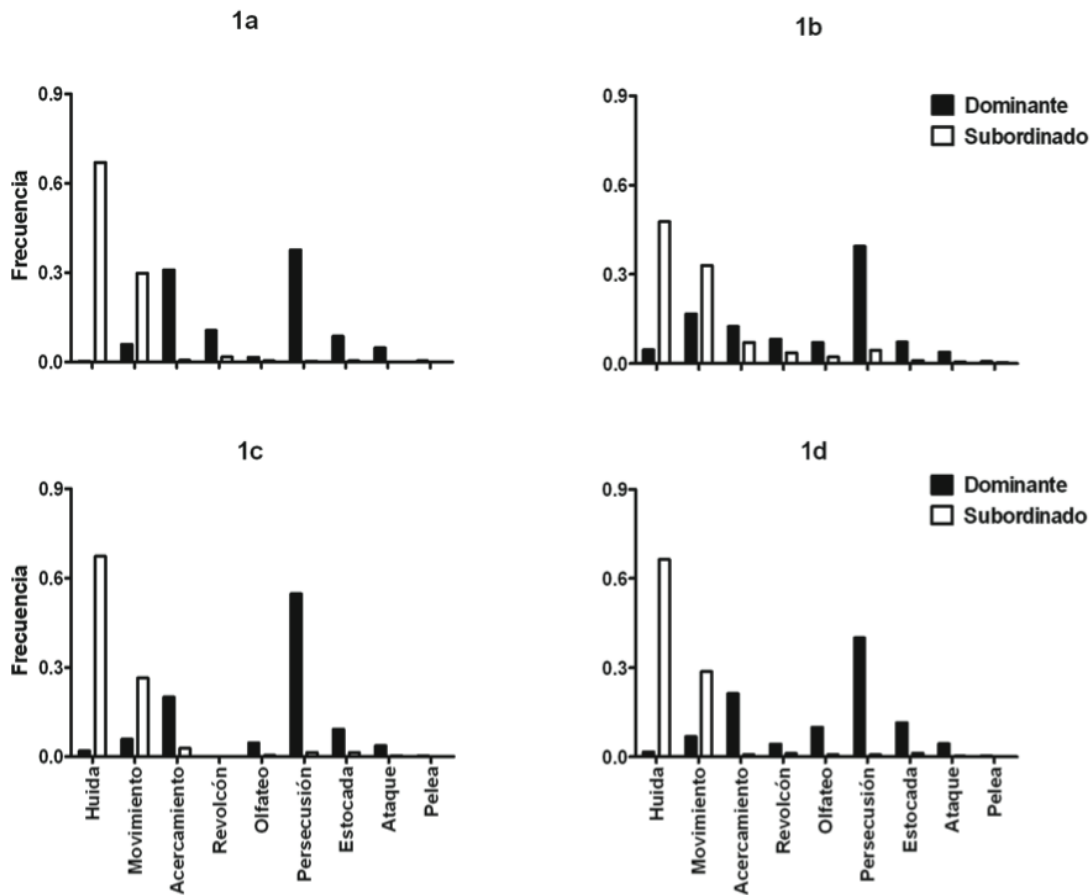 1a
1b
0.9
0.6
0.3
0.0
Frecuencia
0.9
0.6
0.3
0.0
Dominante
Subordinado
1c
1d
0.9
0.6
0.3
0.0
Frecuencia
Huida
Movimiento
Acercamiento
Revolcón
Olfateo
Persecusión
Estocada
Ataque
Pelea
0.9
0.6
0.3
0.0
Dominante
Subordinado
Huida
Movimiento
Acercamiento
Revolcón
Olfateo
Persecusión
Estocada
Ataque
Pelea